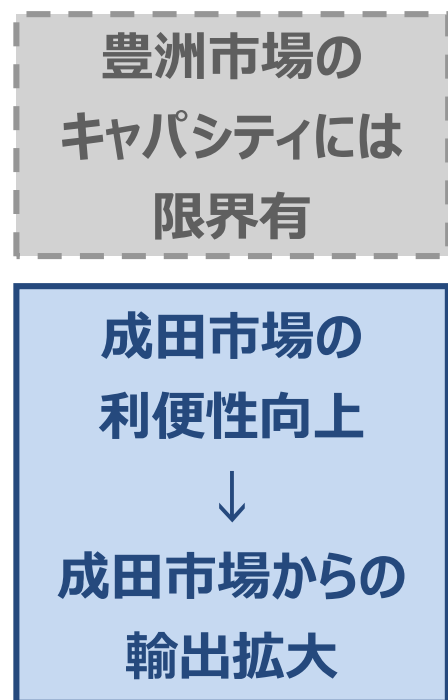 豊洲市場の
キャパシティには
限界有
成田市場の
利便性向上
↓
成田市場からの
輸出拡大